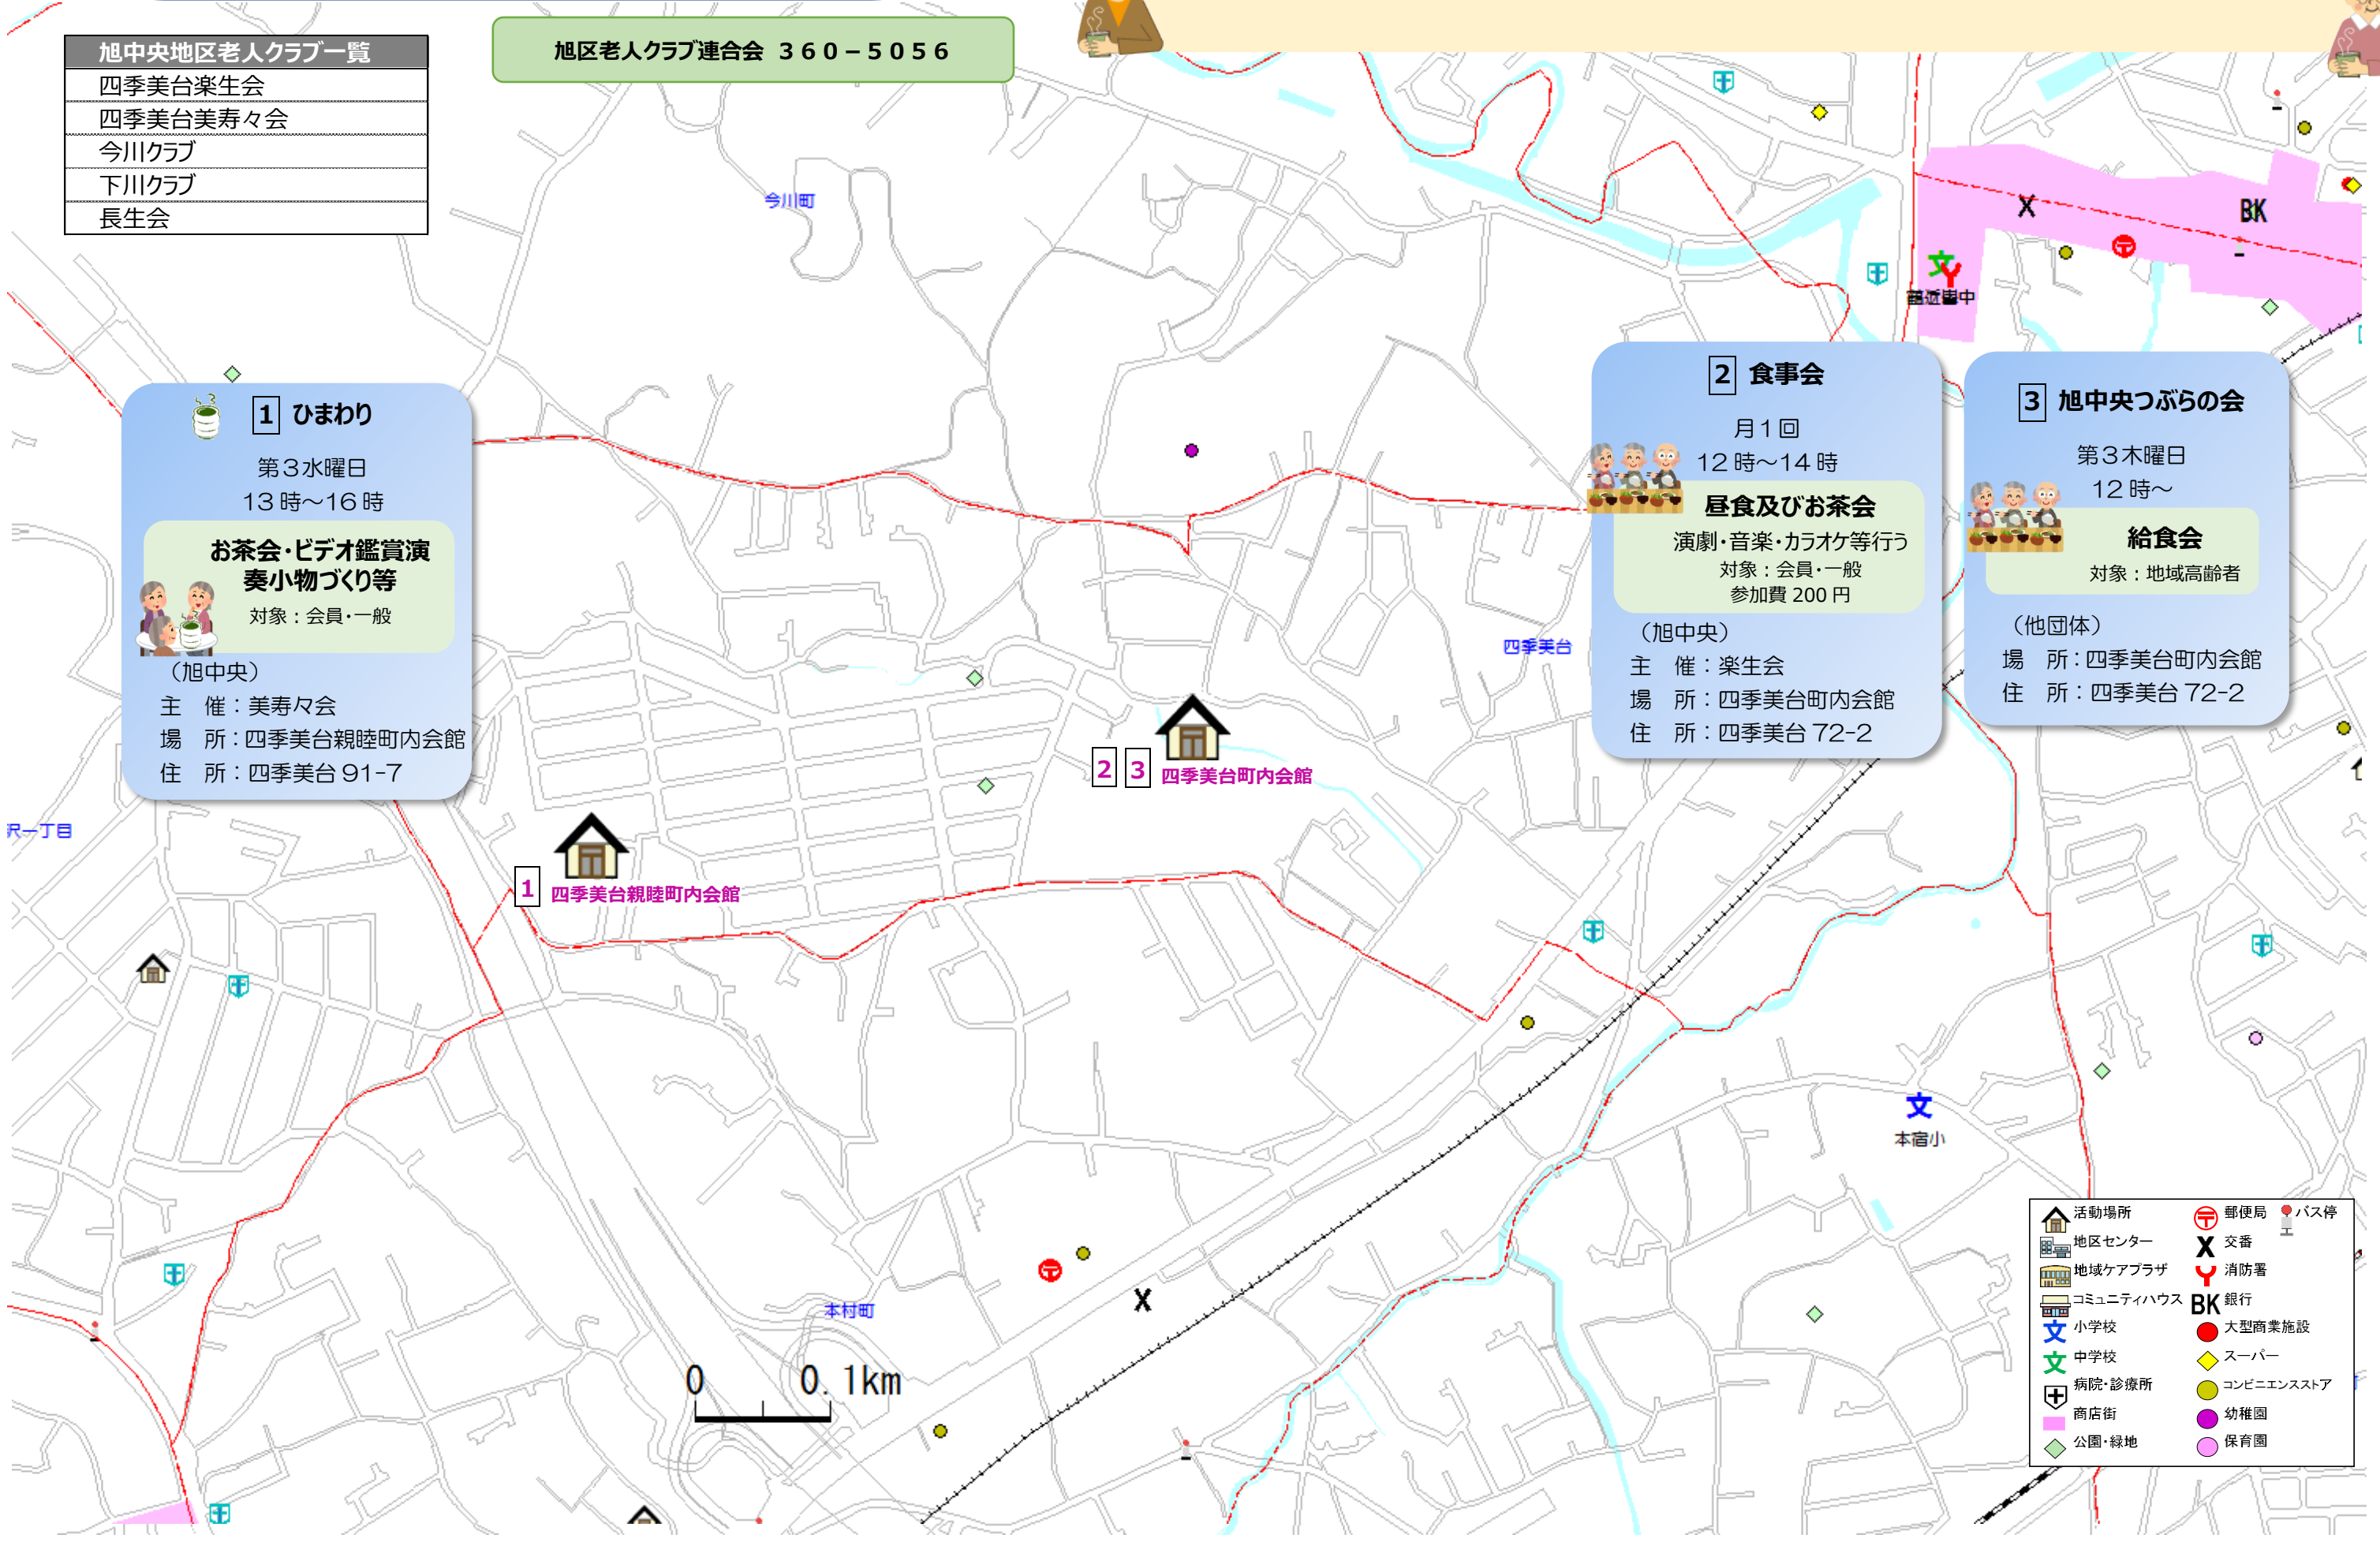 旭中央地区老人クラブ一覧
四季美台楽生会
四季美台美寿々会
今川クラブ
下川クラブ
長生会
旭区老人クラブ連合会 360-5056
今川町
BK
1 ひまわり
第3水曜日
13時～16時
お茶会・ビデオ鑑賞演
奏小物づくり等
対象：会員・一般
（旭中央）
主 催：美寿々会
場 所：四季美台親睦町内会館
住 所：四季美台91-7
2 食事会
月1回
12時～14時
昼食及びお茶会
演劇・音楽・カラオケ等行う
対象：会員・一般
参加費200円
（旭中央）
主 催：楽生会
場 所：四季美台町内会館
住 所：四季美台72-2
3 旭中央つぶらの会
第3木曜日
12時～
給食会
対象：地域高齢者
（他団体）
場 所：四季美台町内会館
住 所：四季美台72-2
四季美台
2 3 四季美台町内会館
沢一丁目
1 四季美台親睦町内会館
文
本宿小
本村町
0 0.1km
活動場所
地区センター
地域ケアプラザ
コミュニティハウス
文 小学校
文 中学校
病院・診療所
商店街
公園・緑地
郵便局
バス停
交番
消防署
BK 銀行
大型商業施設
スーパー
コンビニエンスストア
幼稚園
保育園